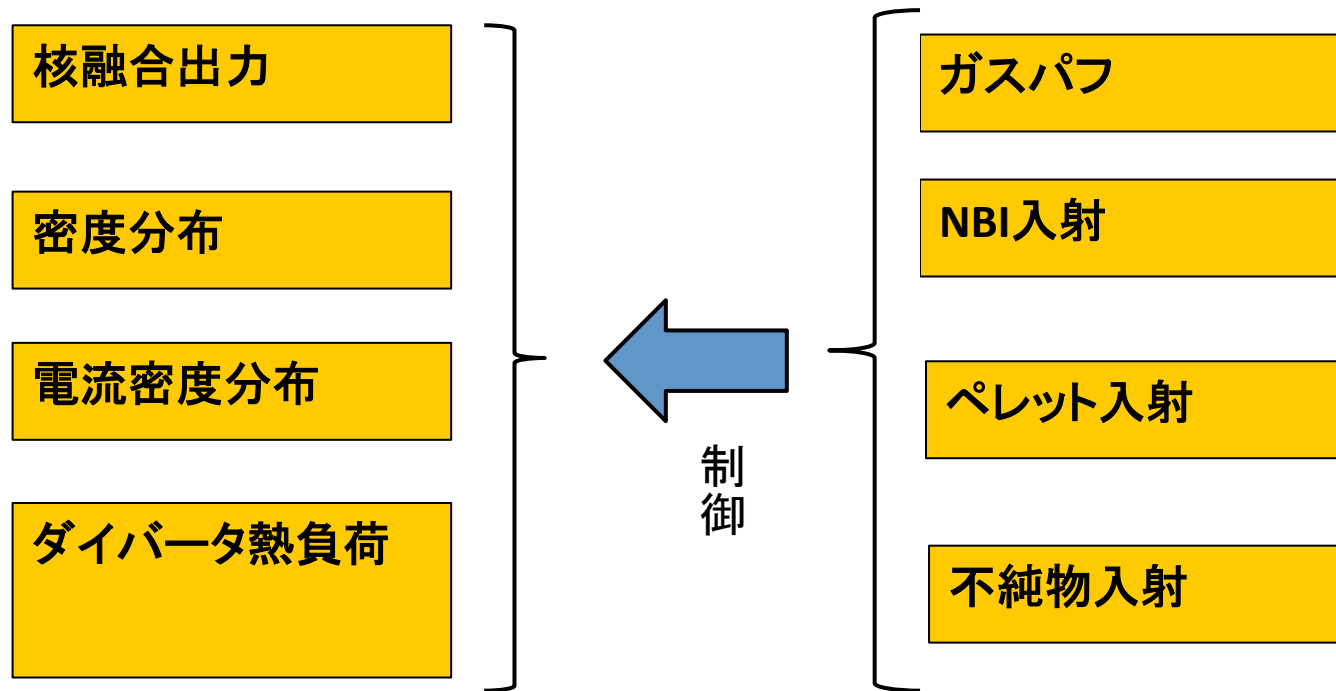 核融合出力
密度分布
電流密度分布
ダイバータ熱負荷
制
御
ガスパフ
NBI入射
ペレット入射
不純物入射